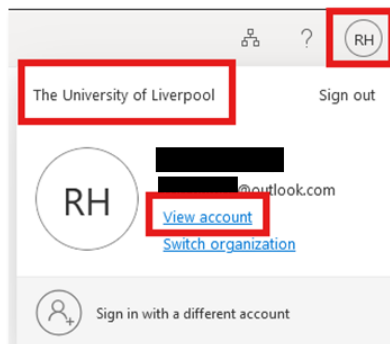 ? RH
The University of Liverpool Sign out
RH
@outlook.com
View account
Switch organization
Sign in with a different account